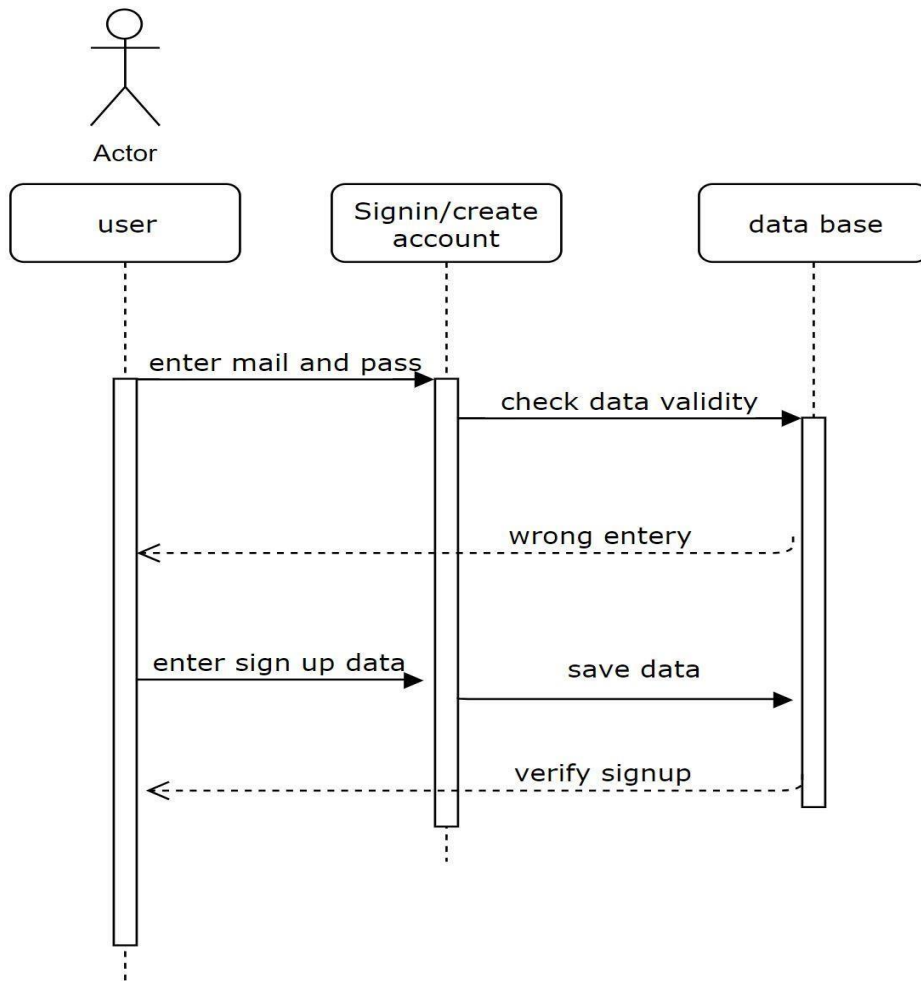 Actor
user
Signin/create
account
data base
enter mail and pass
check data validity
wrong entery
enter sign up data
save data
verify signup